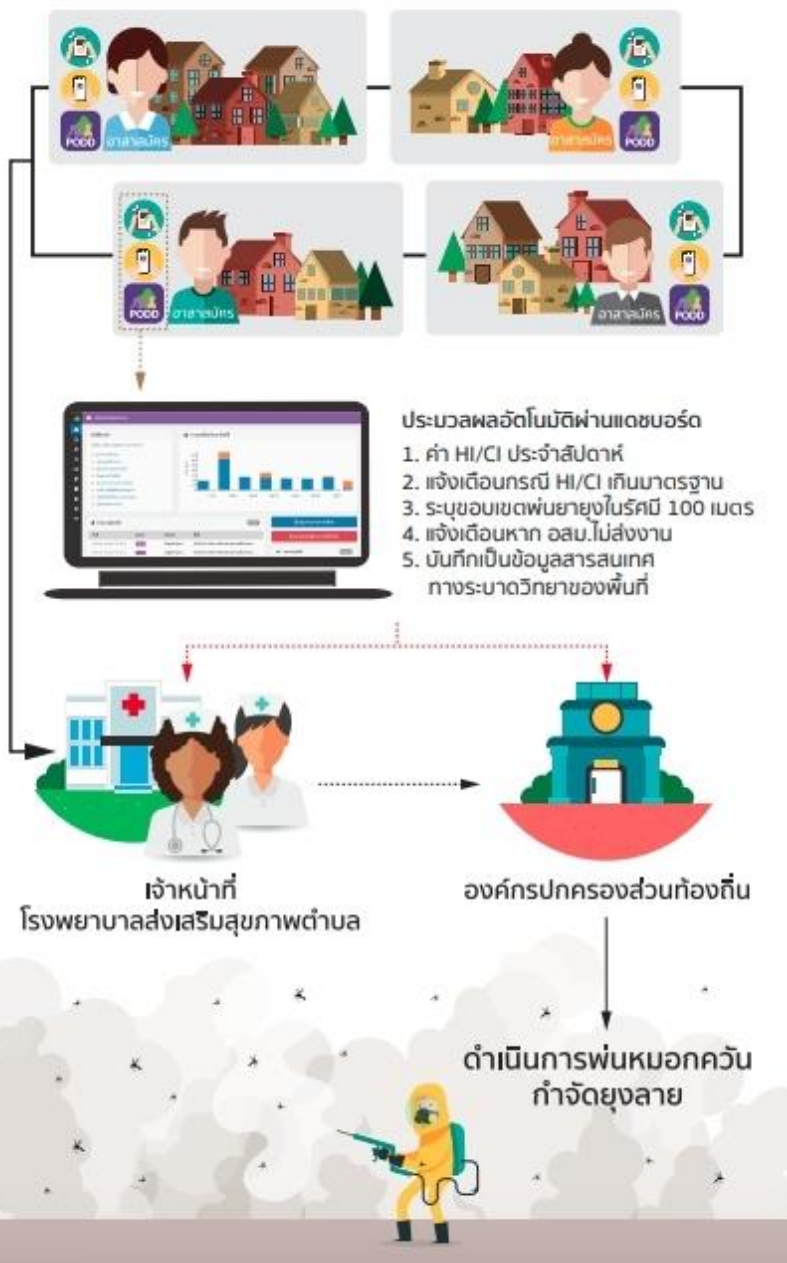 PODD
อาสาสมัคร
อาสาสมัคร
PODD
PODD
อาสาสมัคร
อาสาสมัคร
PODD
ประมวลผลอัตโนมัติผ่านแดชบอร์ด
1. ค่า HI/CI ประจำสัปดาห์
2. แจ้งเตือนกรณี HI/CI เกินมาตรฐาน
3. ระบุขอบเขตพ่นยายุงในรัศมี 100 เมตร
4. แจ้งเตือนหาก อสม.ไม่ส่งงาน
5. บันทึกเป็นข้อมูลสารสนเทศ
ทางระบาดวิทยาของพื้นที่
เจ้าหน้าที่
โรงพยาบาลส่งเสริมสุขภาพตำบล
องค์กรปกครองส่วนท้องถิ่น
ดำเนินการพ่นหมอกควัน
กำจัดยุงลาย